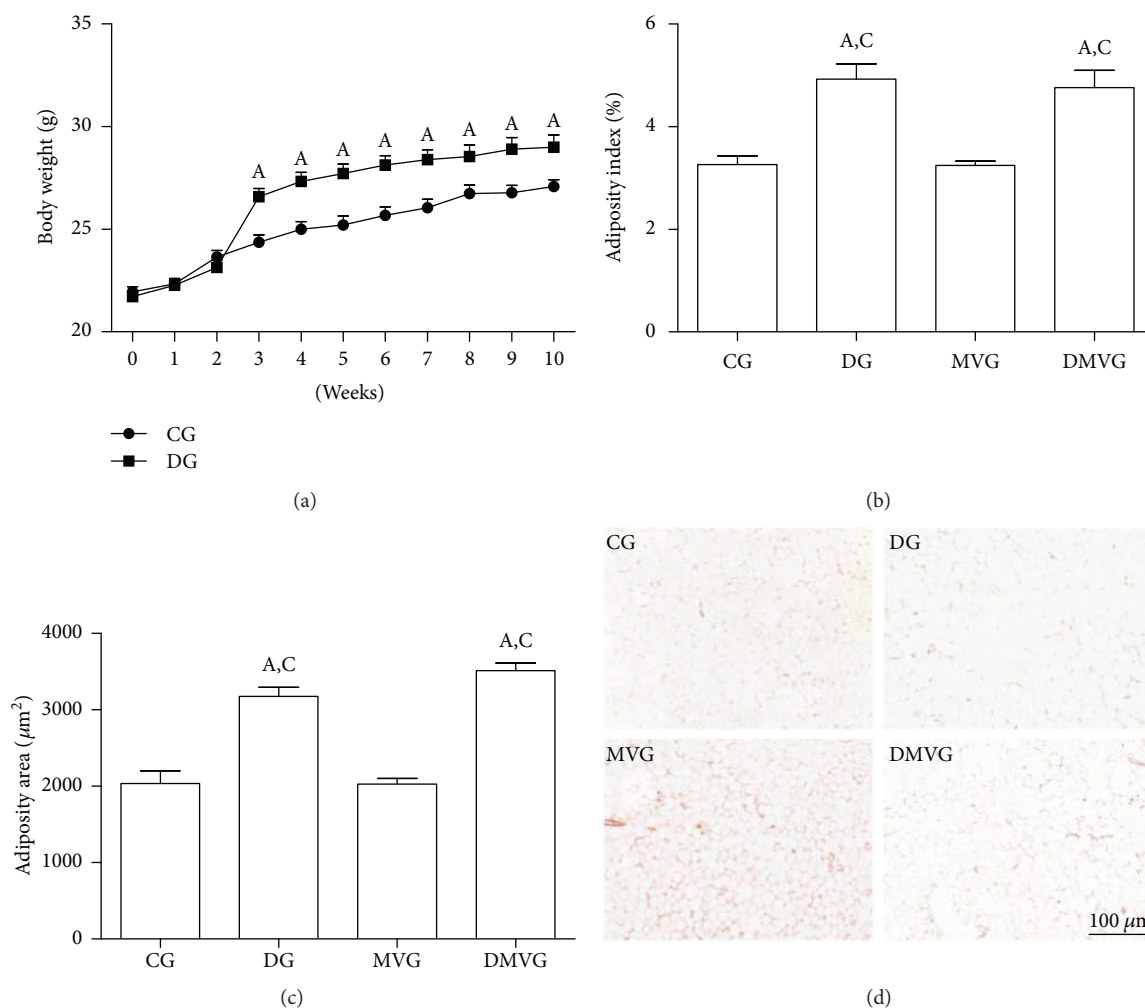 35
30
25
20
Body weight (g)
A A A A A A A A
0 1 2 3 4 5 6 7 8 9 10
(Weeks)
CG
DG
(a)
6
4
2
0
Adiposity index (%)
A,C
A,C
CG DG MVG DMVG
(b)
4000
3000
2000
1000
0
Adiposity area (μm²)
A,C
A,C
CG DG MVG DMVG
(c)
CG
DG
MVG
DMVG
100 μm
(d)